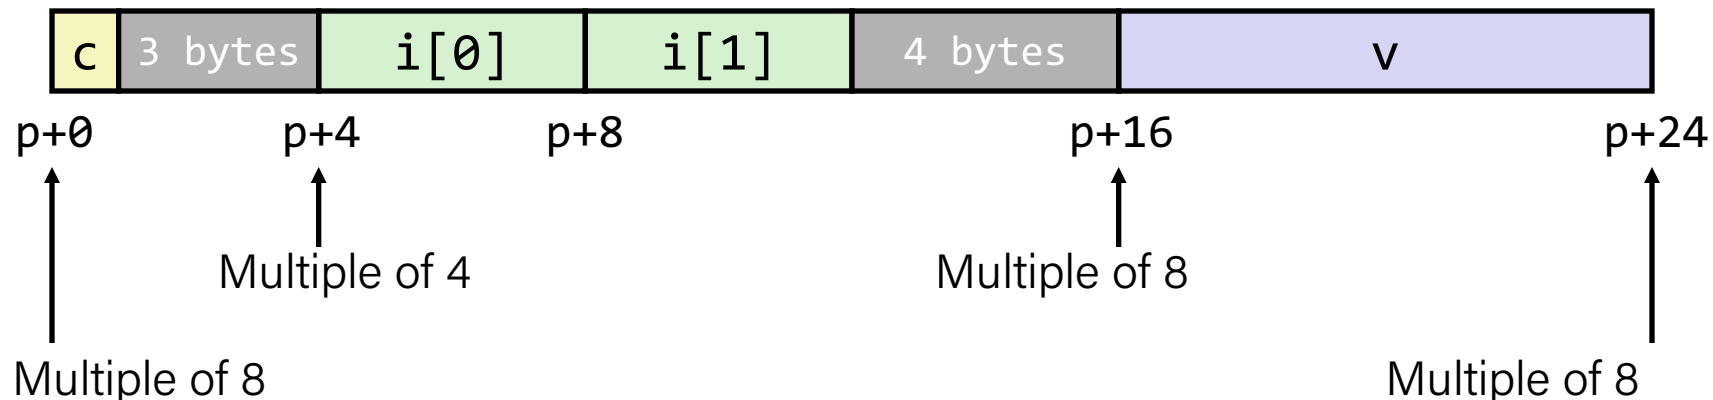 c 3 bytes i[0] i[1] 4 bytes v
p+0 p+4 p+8 p+16 p+24
Multiple of 4 Multiple of 8
Multiple of 8 Multiple of 8